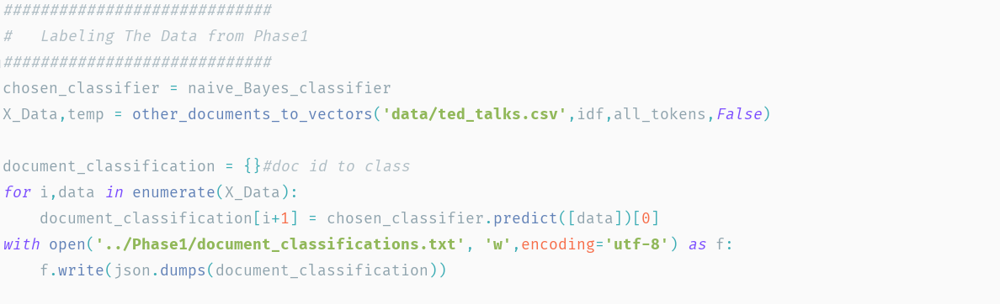 #############################
#   Labeling The Data from Phase1
#############################
chosen_classifier = naive_Bayes_classifier
X_Data,temp = other_documents_to_vectors('data/ted_talks.csv',idf,all_tokens,False)

document_classification = {}#doc id to class
for i,data in enumerate(X_Data):
    document_classification[i+1] = chosen_classifier.predict([data])[0]
with open('../Phase1/document_classifications.txt', 'w',encoding='utf-8') as f:
    f.write(json.dumps(document_classification))